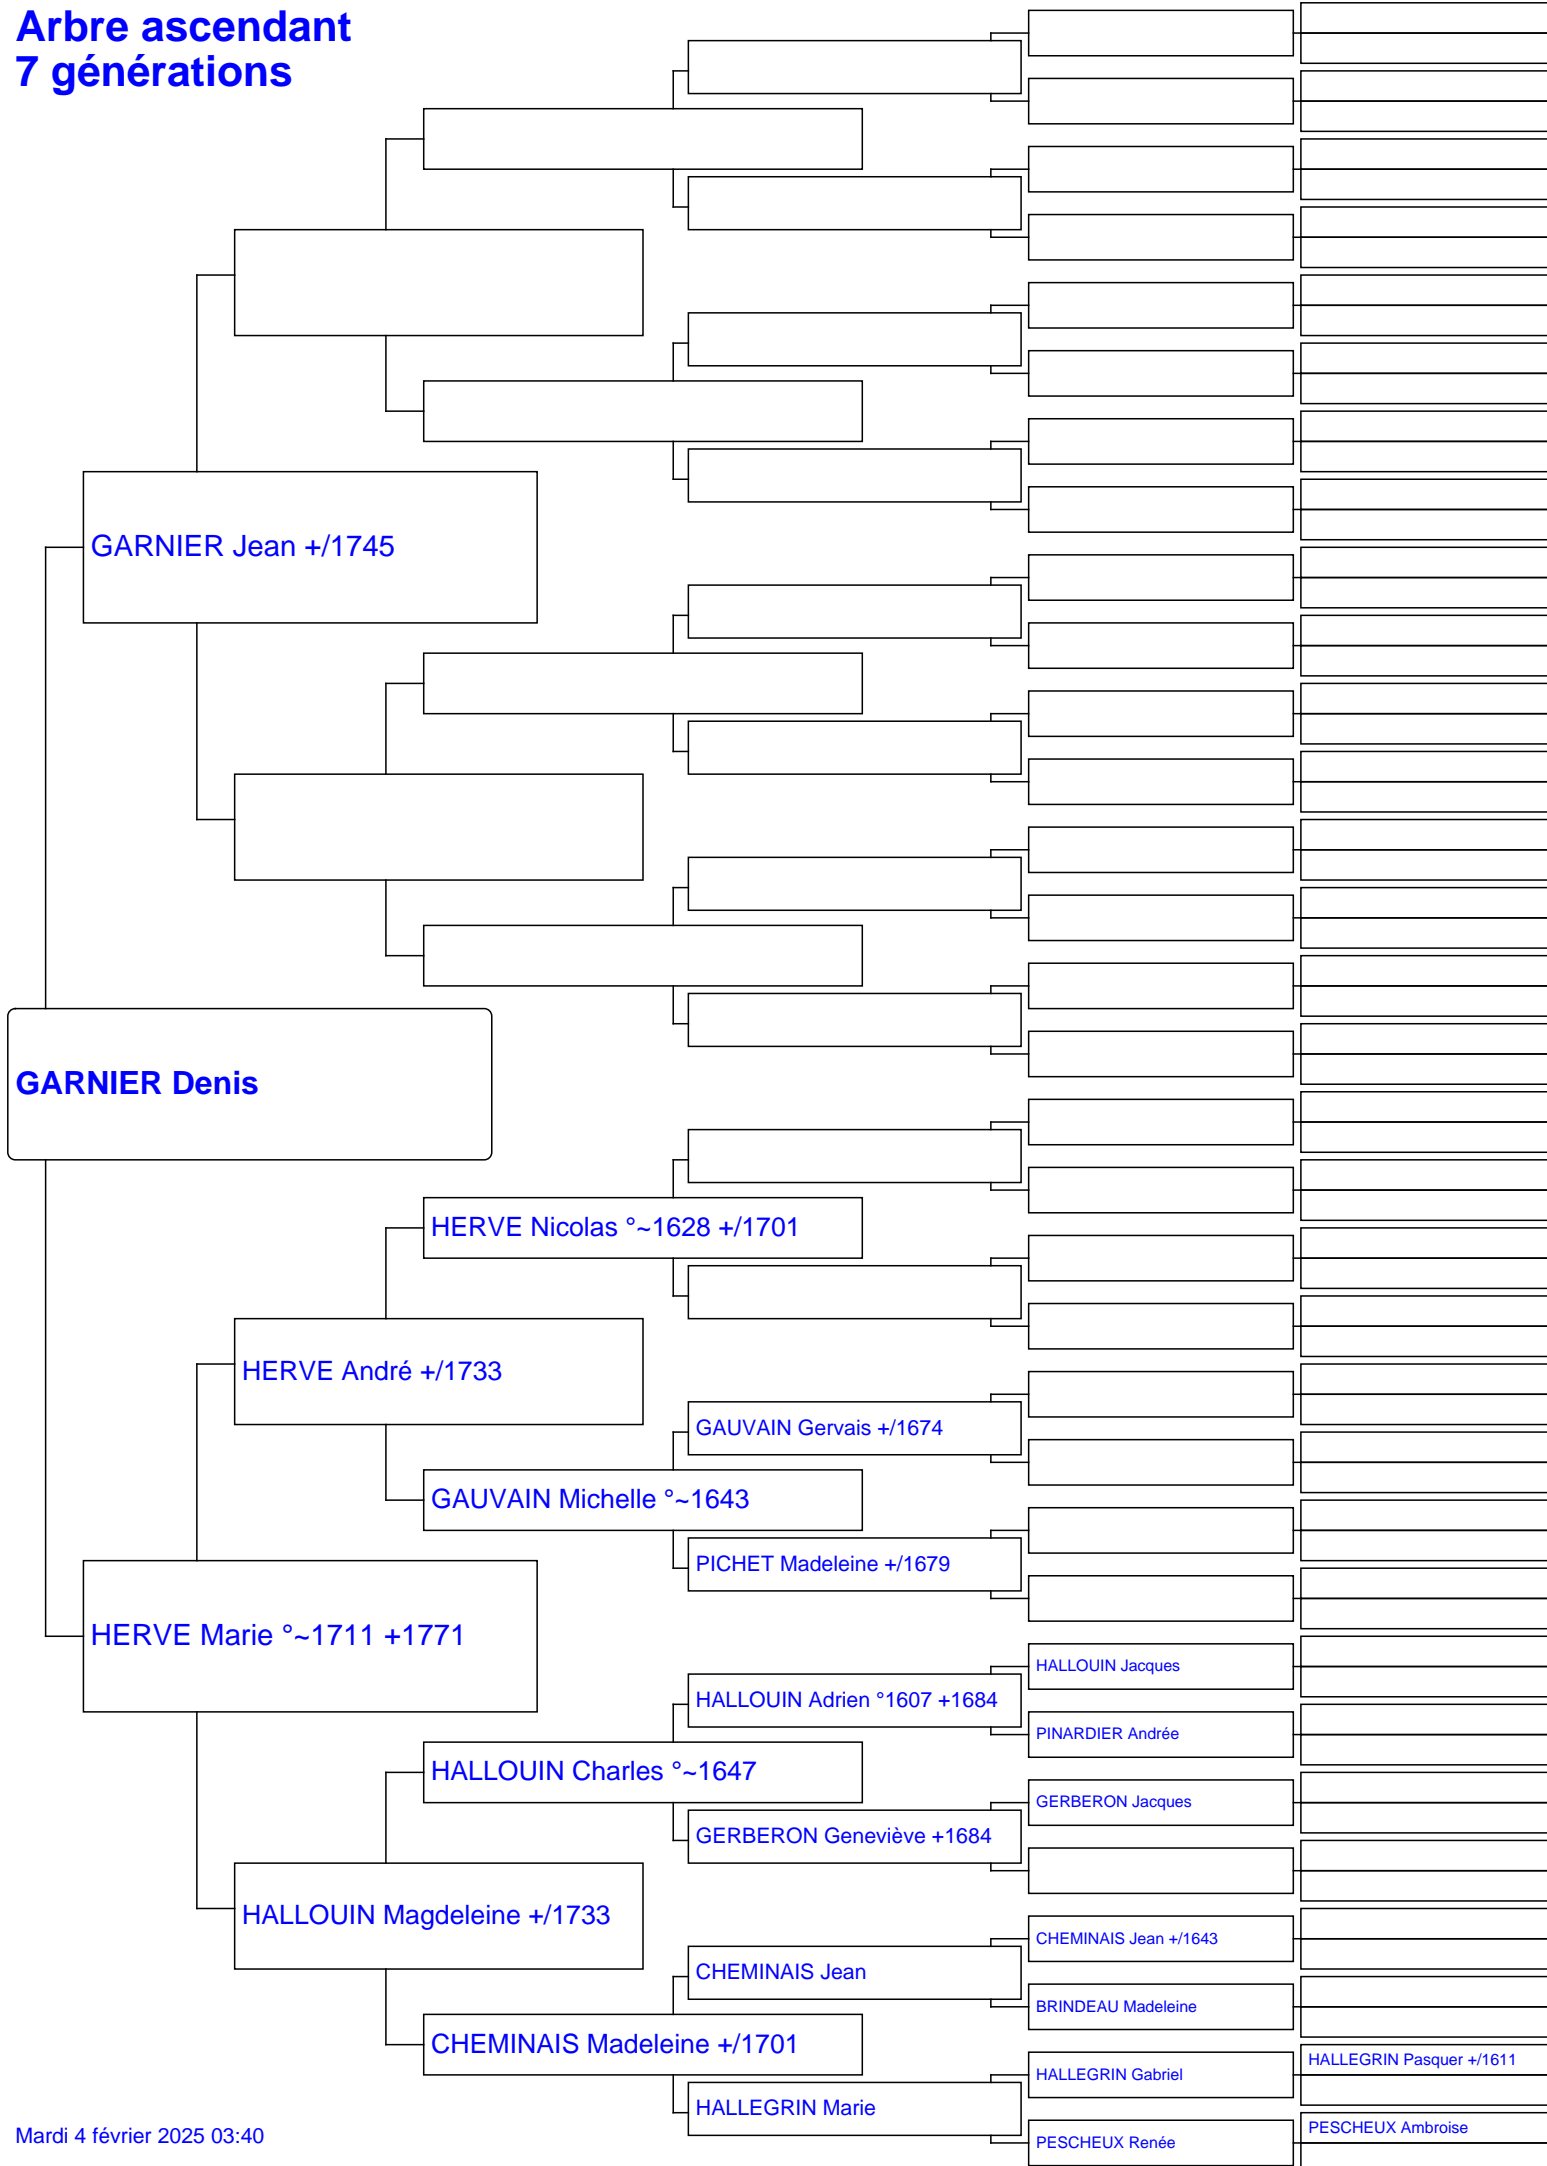 Arbre ascendant
7 générations
GARNIER Jean +/1745
GARNIER Denis
HERVE Nicolas °~1628 +/1701
HERVE André +/1733
GAUVAIN Gervais +/1674
GAUVAIN Michelle °~1643
PICHET Madeleine +/1679
HERVE Marie °~1711 +1771
HALLOUIN Jacques
HALLOUIN Adrien °1607 +1684
PINARDIER Andrée
HALLOUIN Charles °~1647
GERBERON Jacques
GERBERON Geneviève +1684
HALLOUIN Magdeleine +/1733
CHEMINAIS Jean +/1643
CHEMINAIS Jean
BRINDEAU Madeleine
CHEMINAIS Madeleine +/1701
HALLEGRIN Pasquer +/1611
HALLEGRIN Gabriel
HALLEGRIN Marie
PESCHEUX Ambroise
PESCHEUX Renée
Mardi 4 février 2025 03:40